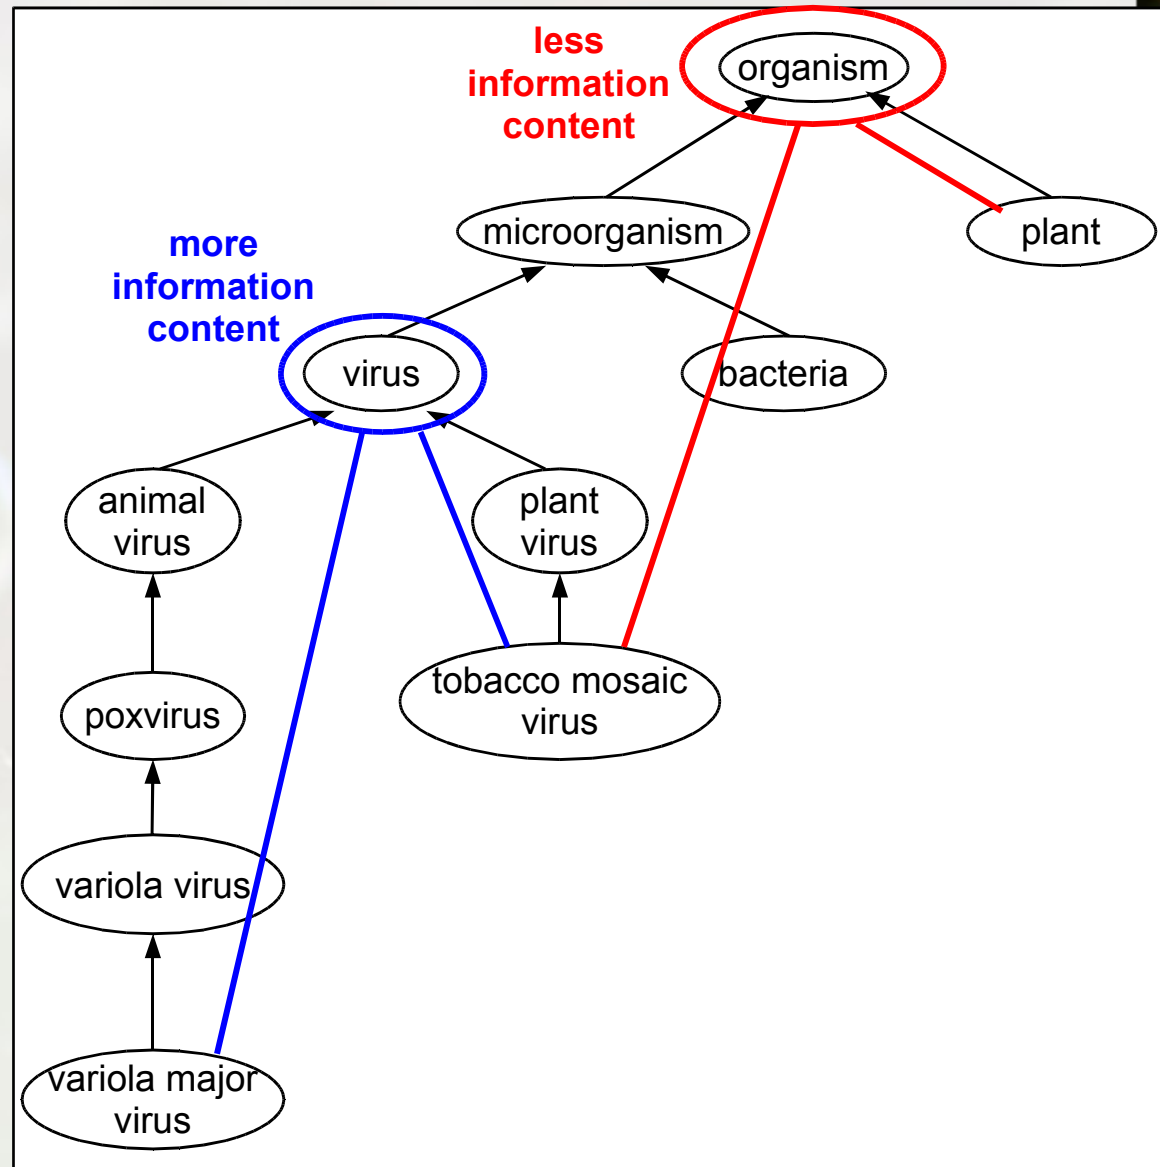 less
information
content
organism
microorganism
plant
more
information
content
virus
bacteria
animal
virus
plant
virus
tobacco mosaic
virus
poxvirus
variola virus
variola major
virus